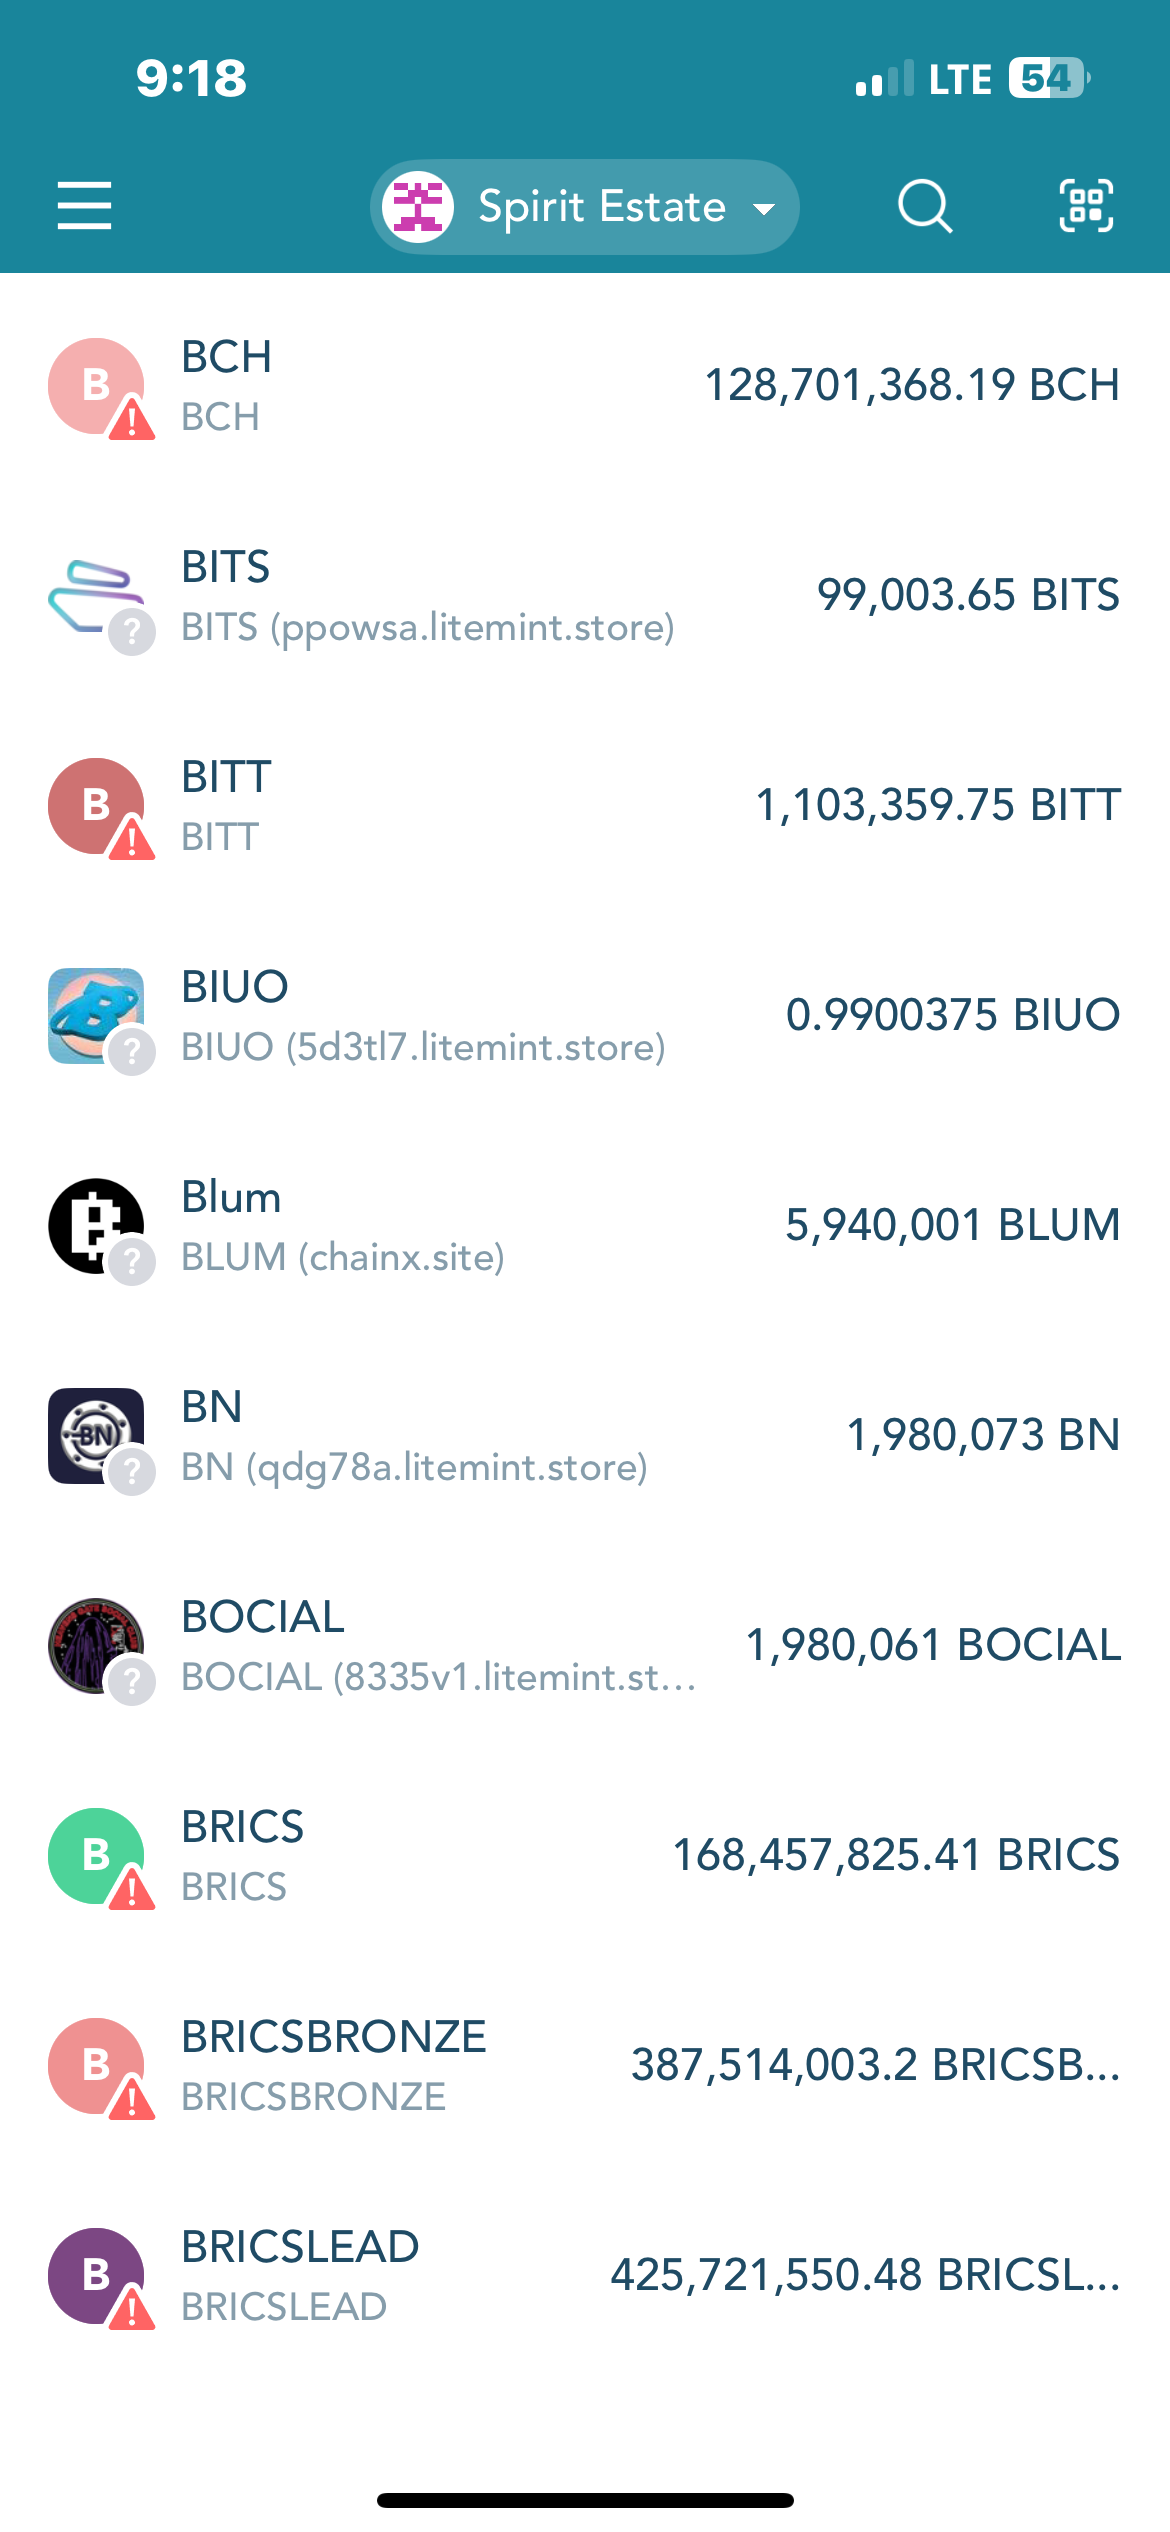 9:18
LTE 54
Spirit Estate
B
BCH
BCH
128,701,368.19 BCH
BITS
BITS (ppowsa.litemint.store)
99,003.65 BITS
B
BITT
BITT
1,103,359.75 BITT
BIUO
BIUO (5d3tl7.litemint.store)
0.9900375 BIUO
Blum
BLUM (chainx.site)
5,940,001 BLUM
BN
BN
BN (qdg78a.litemint.store)
1,980,073 BN
BOCIAL
BOCIAL (8335v1.litemint.st...
1,980,061 BOCIAL
B
BRICS
BRICS
168,457,825.41 BRICS
B
BRICSBRONZE
BRICSBRONZE
387,514,003.2 BRICSB...
B
BRICSLEAD
BRICSLEAD
425,721,550.48 BRICSL...